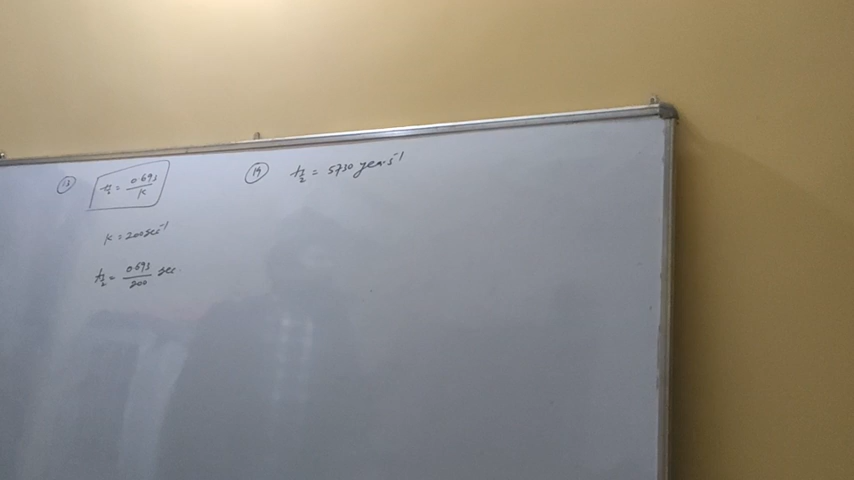 13 t½ = 0.693/K
K = 200 sec⁻¹
t½ = 0.693/200 sec.
14 t½ = 5730 years⁻¹